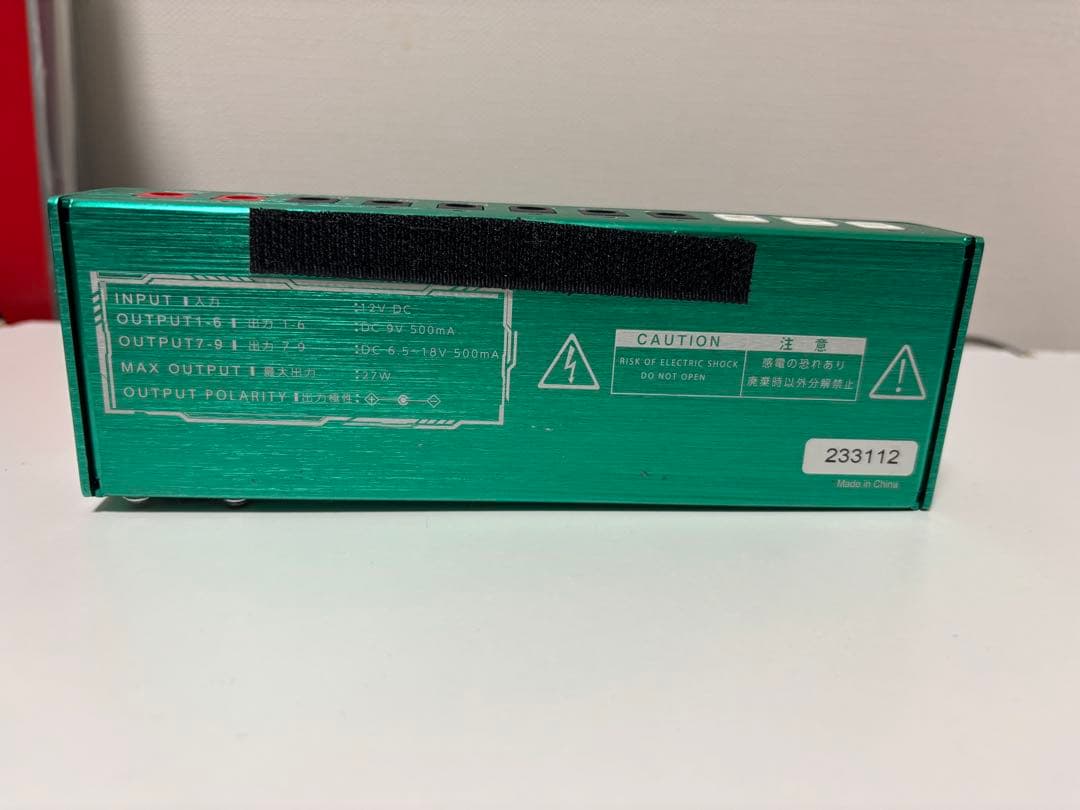 INPUT ▮ 入力 :12V DC
OUTPUT1-6 ▮ 出力 1-6 :DC 9V 500mA
OUTPUT7-9 ▮ 出力 7-9 :DC 6.5~18V 500mA
MAX OUTPUT ▮ 最大出力 :27W
OUTPUT POLARITY ▮ 出力極性:
CAUTION
RISK OF ELECTRIC SHOCK
DO NOT OPEN
注 意
感電の恐れあり
廃棄時以外分解禁止
233112
Made in China